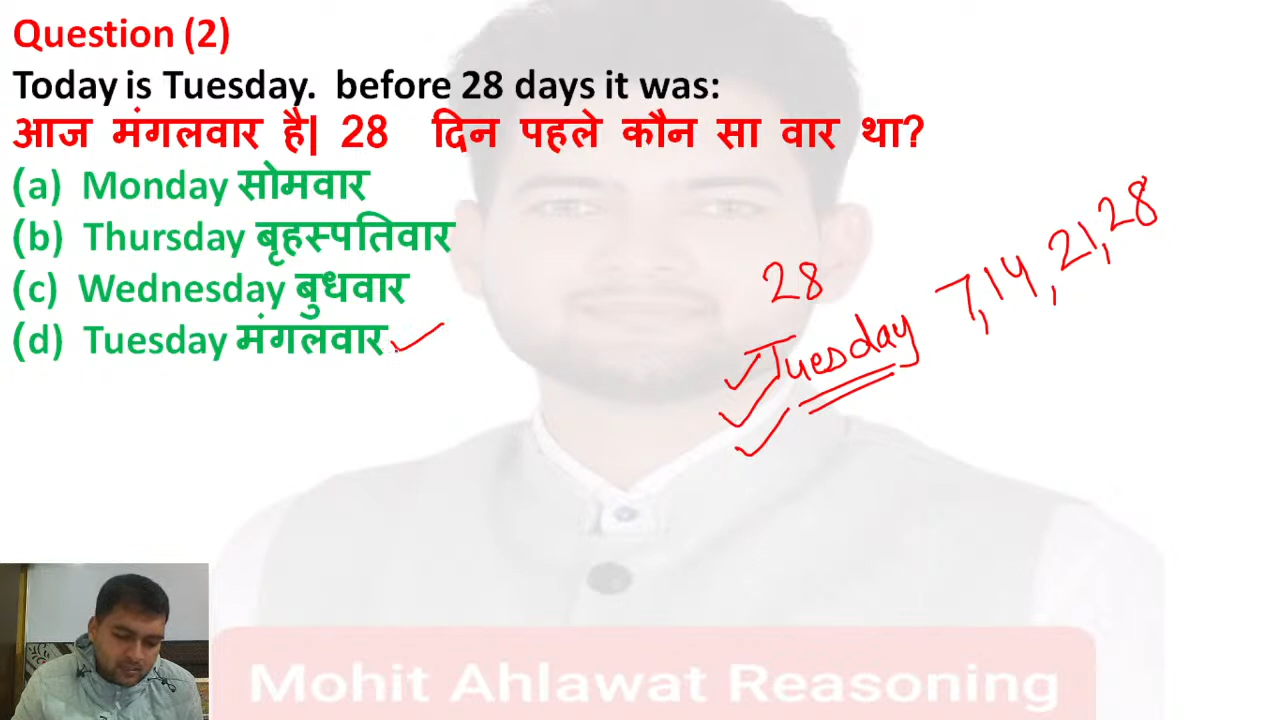 Question (2)
Today is Tuesday. before 28 days it was:
आज मंगलवार है| 28 दिन पहले कौन सा वार था?
(a) Monday सोमवार
(b) Thursday बृहस्पतिवार
(c) Wednesday बुधवार
(d) Tuesday मंगलवार
28
Tuesday 7, 14, 21, 28
Mohit Ahlawat Reasoning